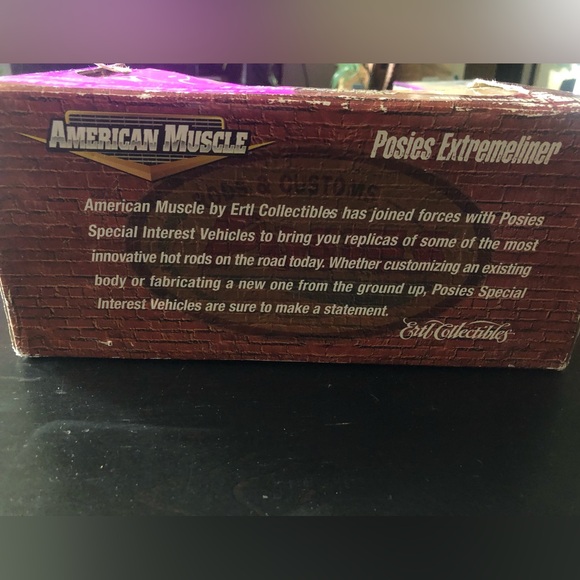 AMERICAN MUSCLE
Posies Extremeliner
RODS & CUSTOMS
American Muscle by Ertl Collectibles has joined forces with Posies
Special Interest Vehicles to bring you replicas of some of the most
innovative hot rods on the road today. Whether customizing an existing
body or fabricating a new one from the ground up, Posies Special
Interest Vehicles are sure to make a statement.
Ertl Collectibles